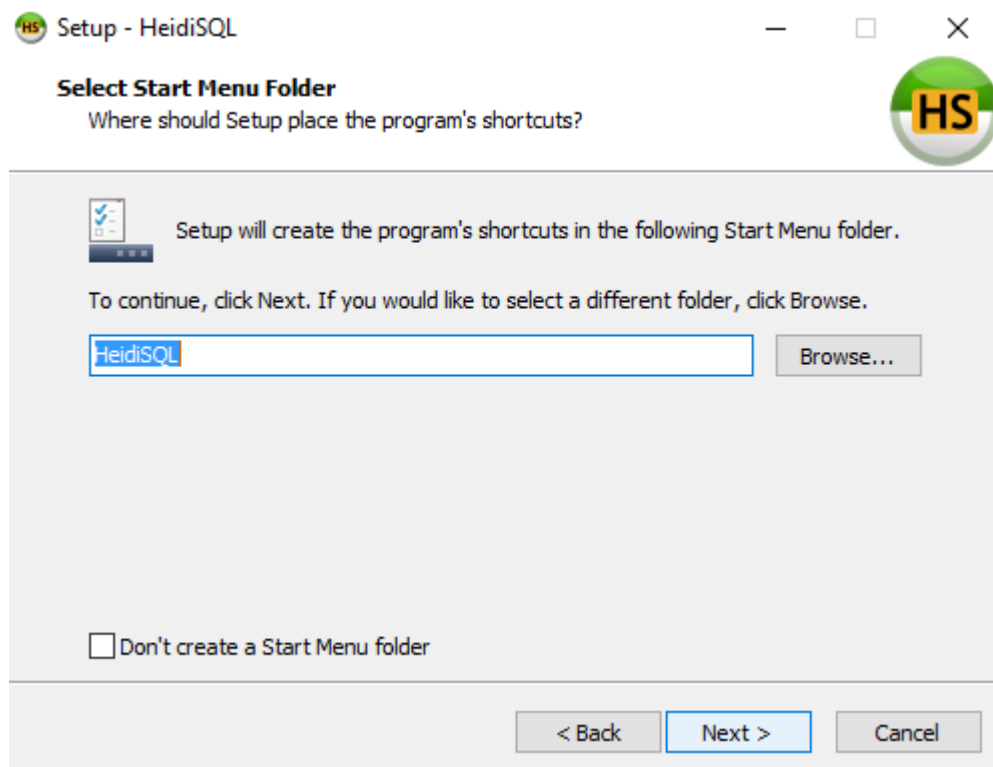 HS Setup - HeidiSQL
Select Start Menu Folder
Where should Setup place the program's shortcuts?
HS
Setup will create the program's shortcuts in the following Start Menu folder.
To continue, click Next. If you would like to select a different folder, click Browse.
HeidiSQL Browse...
Don't create a Start Menu folder
< Back Next > Cancel